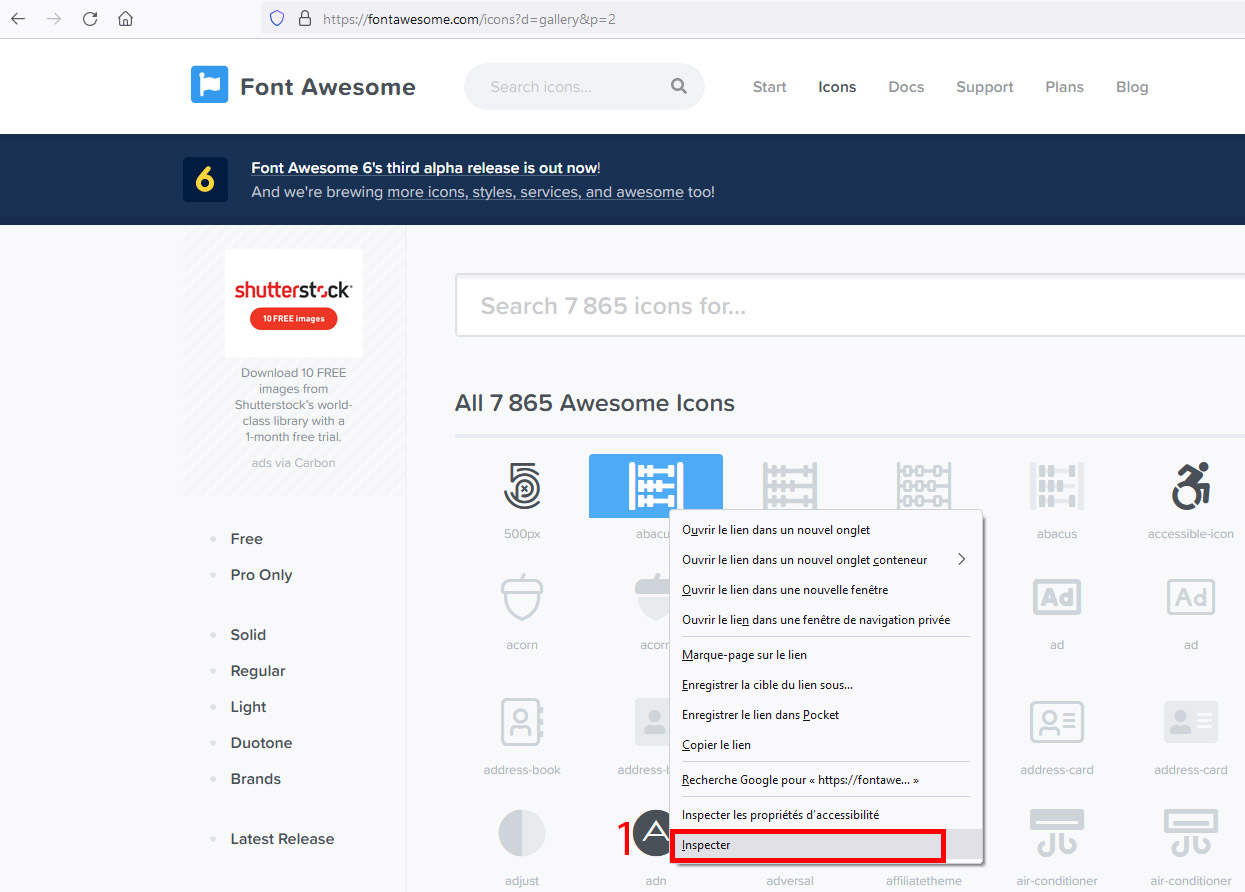 https://fontawesome.com/icons?d=gallery&p=2
Font Awesome
Search icons...
Start
Icons
Docs
Support
Plans
Blog
6
Font Awesome 6's third alpha release is out now!
And we're brewing more icons, styles, services, and awesome too!
shutterstock
10 FREE images
Download 10 FREE
images from
Shutterstock's world-
class library with a
1-month free trial.
ads via Carbon
Free
Pro Only
Solid
Regular
Light
Duotone
Brands
Latest Release
Search 7 865 icons for...
All 7 865 Awesome Icons
500px
abacu
abacus
accessible-icon
acorn
acorn
Ad
ad
Ad
ad
address-book
address-b
address-card
address-card
adjust
adn
adversal
affiliatetheme
air-conditioner
air-conditioner
Ouvrir le lien dans un nouvel onglet
Ouvrir le lien dans un nouvel onglet conteneur
Ouvrir le lien dans une nouvelle fenêtre
Ouvrir le lien dans une fenêtre de navigation privée
Marque-page sur le lien
Enregistrer la cible du lien sous...
Enregistrer le lien dans Pocket
Copier le lien
Recherche Google pour « https://fontawe... »
Inspecter les propriétés d'accessibilité
1
Inspecter